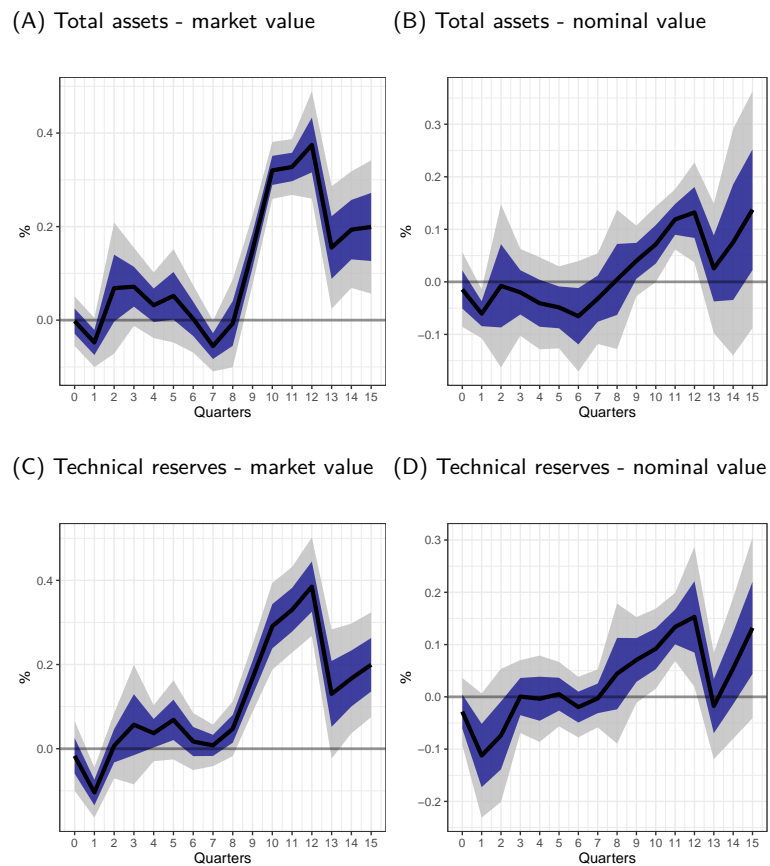 (A) Total assets - market value
(B) Total assets - nominal value
%
0.4
0.2
0.0
0 1 2 3 4 5 6 7 8 9 10 11 12 13 14 15
Quarters
%
0.3
0.2
0.1
0.0
−0.1
0 1 2 3 4 5 6 7 8 9 10 11 12 13 14 15
Quarters
(C) Technical reserves - market value
(D) Technical reserves - nominal value
%
0.4
0.2
0.0
0 1 2 3 4 5 6 7 8 9 10 11 12 13 14 15
Quarters
%
0.3
0.2
0.1
0.0
−0.1
−0.2
0 1 2 3 4 5 6 7 8 9 10 11 12 13 14 15
Quarters